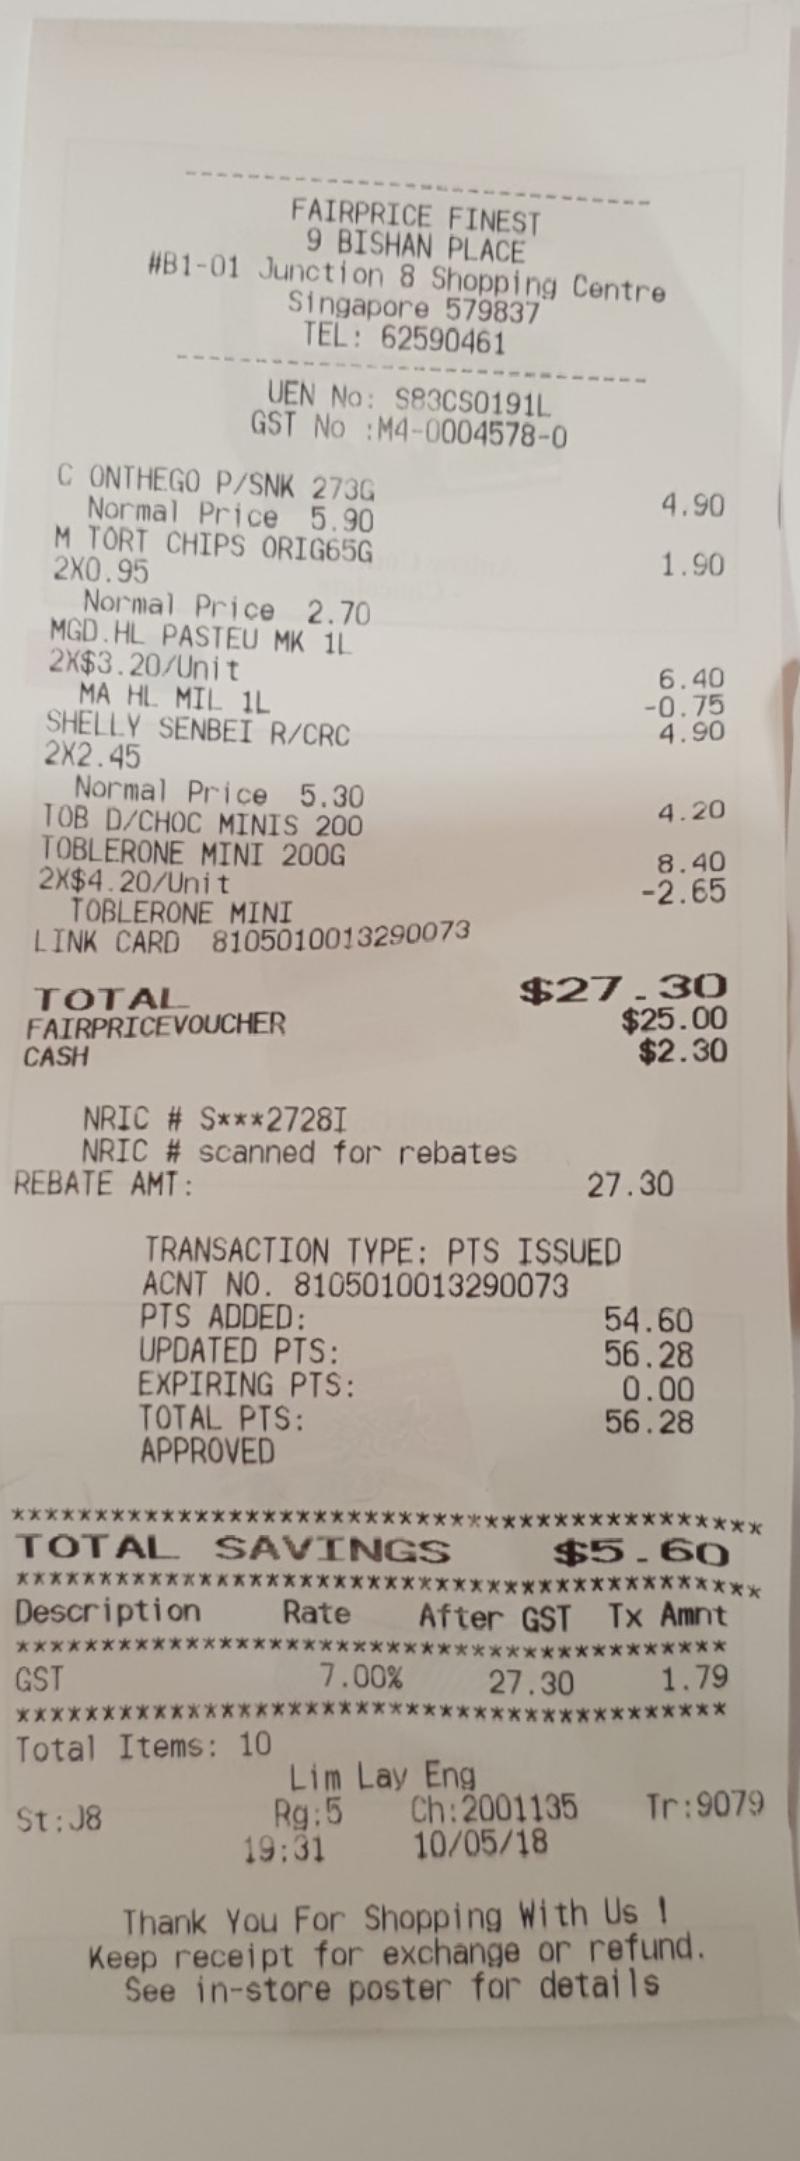 FAIRPRICE FINEST
9 BISHAN PLACE
#B1-01 Junction 8 Shopping Centre
Singapore 579837
TEL: 62590461
UEN No: S83CS0191L
GST No :M4-0004578-0
C ONTHEGO P/SNK 273G 4.90
Normal Price 5.90
M TORT CHIPS ORIG65G 1.90
2X0.95
Normal Price 2.70
MGD.HL PASTEU MK 1L
2X$3.20/Unit 6.40
MA HL MIL 1L -0.75
SHELLY SENBEI R/CRC 4.90
2X2.45
Normal Price 5.30
TOB D/CHOC MINIS 200 4.20
TOBLERONE MINI 200G
2X$4.20/Unit 8.40
TOBLERONE MINI -2.65
LINK CARD 8105010013290073
TOTAL $27.30
FAIRPRICEVOUCHER $25.00
CASH $2.30
NRIC # S***2728I
NRIC # scanned for rebates
REBATE AMT: 27.30
TRANSACTION TYPE: PTS ISSUED
ACNT NO. 8105010013290073
PTS ADDED: 54.60
UPDATED PTS: 56.28
EXPIRING PTS: 0.00
TOTAL PTS: 56.28
APPROVED
TOTAL SAVINGS $5.60
Description Rate After GST Tx Amnt
GST 7.00% 27.30 1.79
Total Items: 10
Lim Lay Eng
St:J8 Rg:5 Ch:2001135 Tr:9079
19:31 10/05/18
Thank You For Shopping With Us !
Keep receipt for exchange or refund.
See in-store poster for details